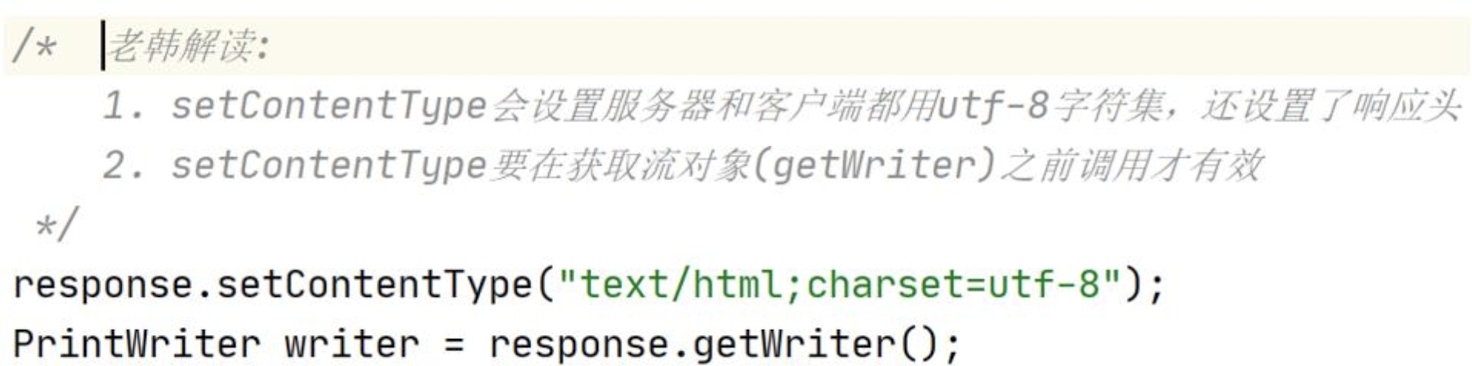 /* 老韩解读:
1. setContentType会设置服务器和客户端都用utf-8字符集，还设置了响应头
2. setContentType要在获取流对象(getWriter)之前调用才有效
*/
response.setContentType("text/html;charset=utf-8");
PrintWriter writer = response.getWriter();